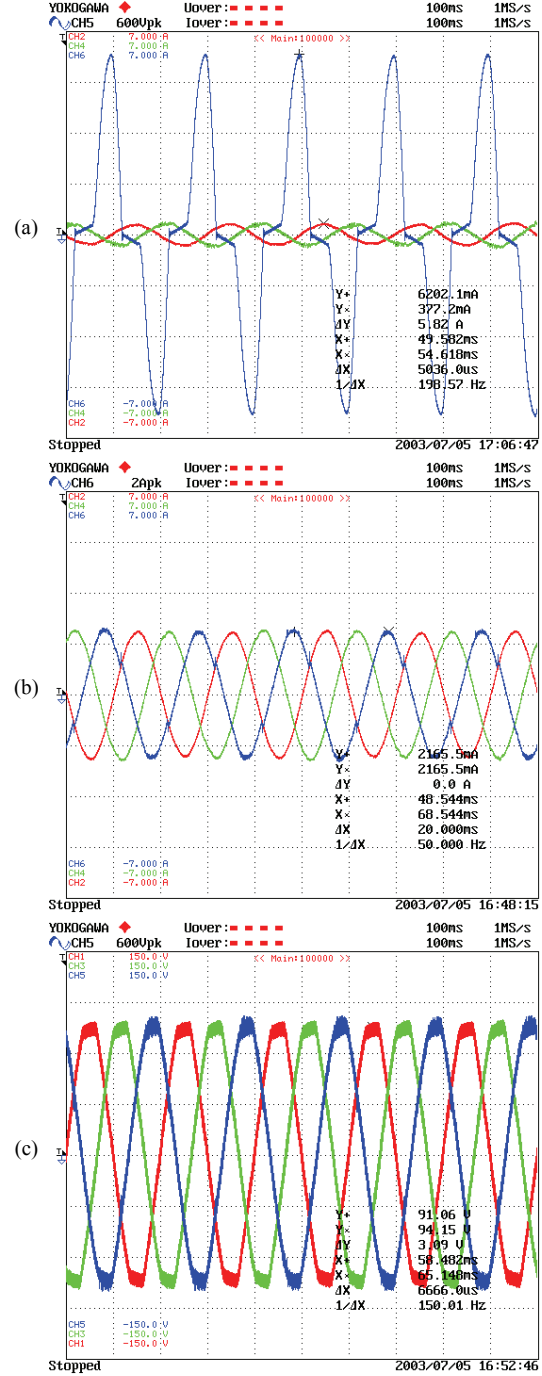 YOKOGAWA ◆ Uover:■ ■ ■ ■ 100ms 1MS/s
CH5 600Vpk Iover:■ ■ ■ ■ 100ms 1MS/s
CH2 7.000 A << Main:100000 >>
CH4 7.000 A
CH6 7.000 A
(a)
Y+ 6202.1mA
Y× 377.2mA
ΔY 5.82 A
X+ 49.582ms
X× 54.618ms
ΔX 5036.0us
1/ΔX 198.57 Hz
CH6 -7.000 A
CH4 -7.000 A
CH2 -7.000 A
Stopped 2003/07/05 17:06:47
YOKOGAWA ◆ Uover:■ ■ ■ ■ 100ms 1MS/s
CH6 2Apk Iover:■ ■ ■ ■ 100ms 1MS/s
CH2 7.000 A << Main:100000 >>
CH4 7.000 A
CH6 7.000 A
(b)
Y+ 2165.5mA
Y× 2165.5mA
ΔY 0.0 A
X+ 48.544ms
X× 68.544ms
ΔX 20.000ms
1/ΔX 50.000 Hz
CH6 -7.000 A
CH4 -7.000 A
CH2 -7.000 A
Stopped 2003/07/05 16:48:15
YOKOGAWA ◆ Uover:■ ■ ■ ■ 100ms 1MS/s
CH5 600Vpk Iover:■ ■ ■ ■ 100ms 1MS/s
CH1 150.0 V << Main:100000 >>
CH3 150.0 V
CH5 150.0 V
(c)
Y+ 91.06 V
Y× 94.15 V
ΔY 3.09 V
X+ 58.482ms
X× 65.148ms
ΔX 6666.0us
1/ΔX 150.01 Hz
CH5 -150.0 V
CH3 -150.0 V
CH1 -150.0 V
Stopped 2003/07/05 16:52:46